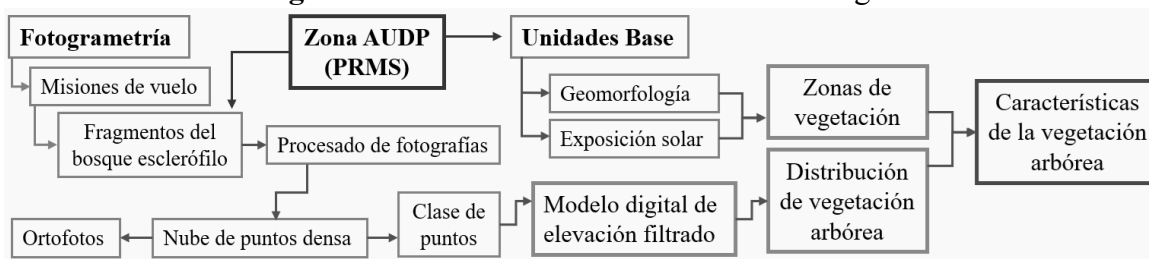 Fotogrametría
Misiones de vuelo
Fragmentos del
bosque esclerófilo
Zona AUDP
(PRMS)
Procesado de fotografías
Ortofotos
Nube de puntos densa
Clase de
puntos
Unidades Base
Geomorfología
Exposición solar
Modelo digital de
elevación filtrado
Zonas de
vegetación
Distribución
de vegetación
arbórea
Características
de la vegetación
arbórea